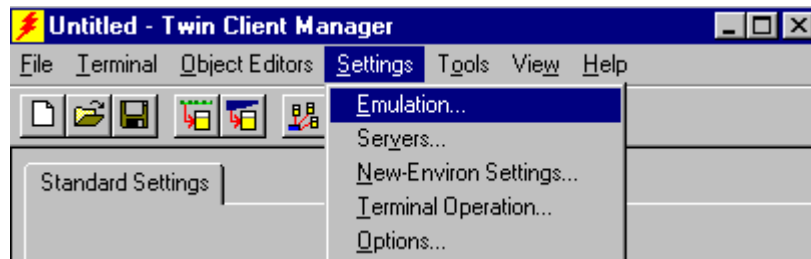 Untitled - Twin Client Manager
File Terminal Object Editors Settings Tools View Help
Emulation...
Servers...
Standard Settings
New-Environ Settings...
Terminal Operation...
Options...